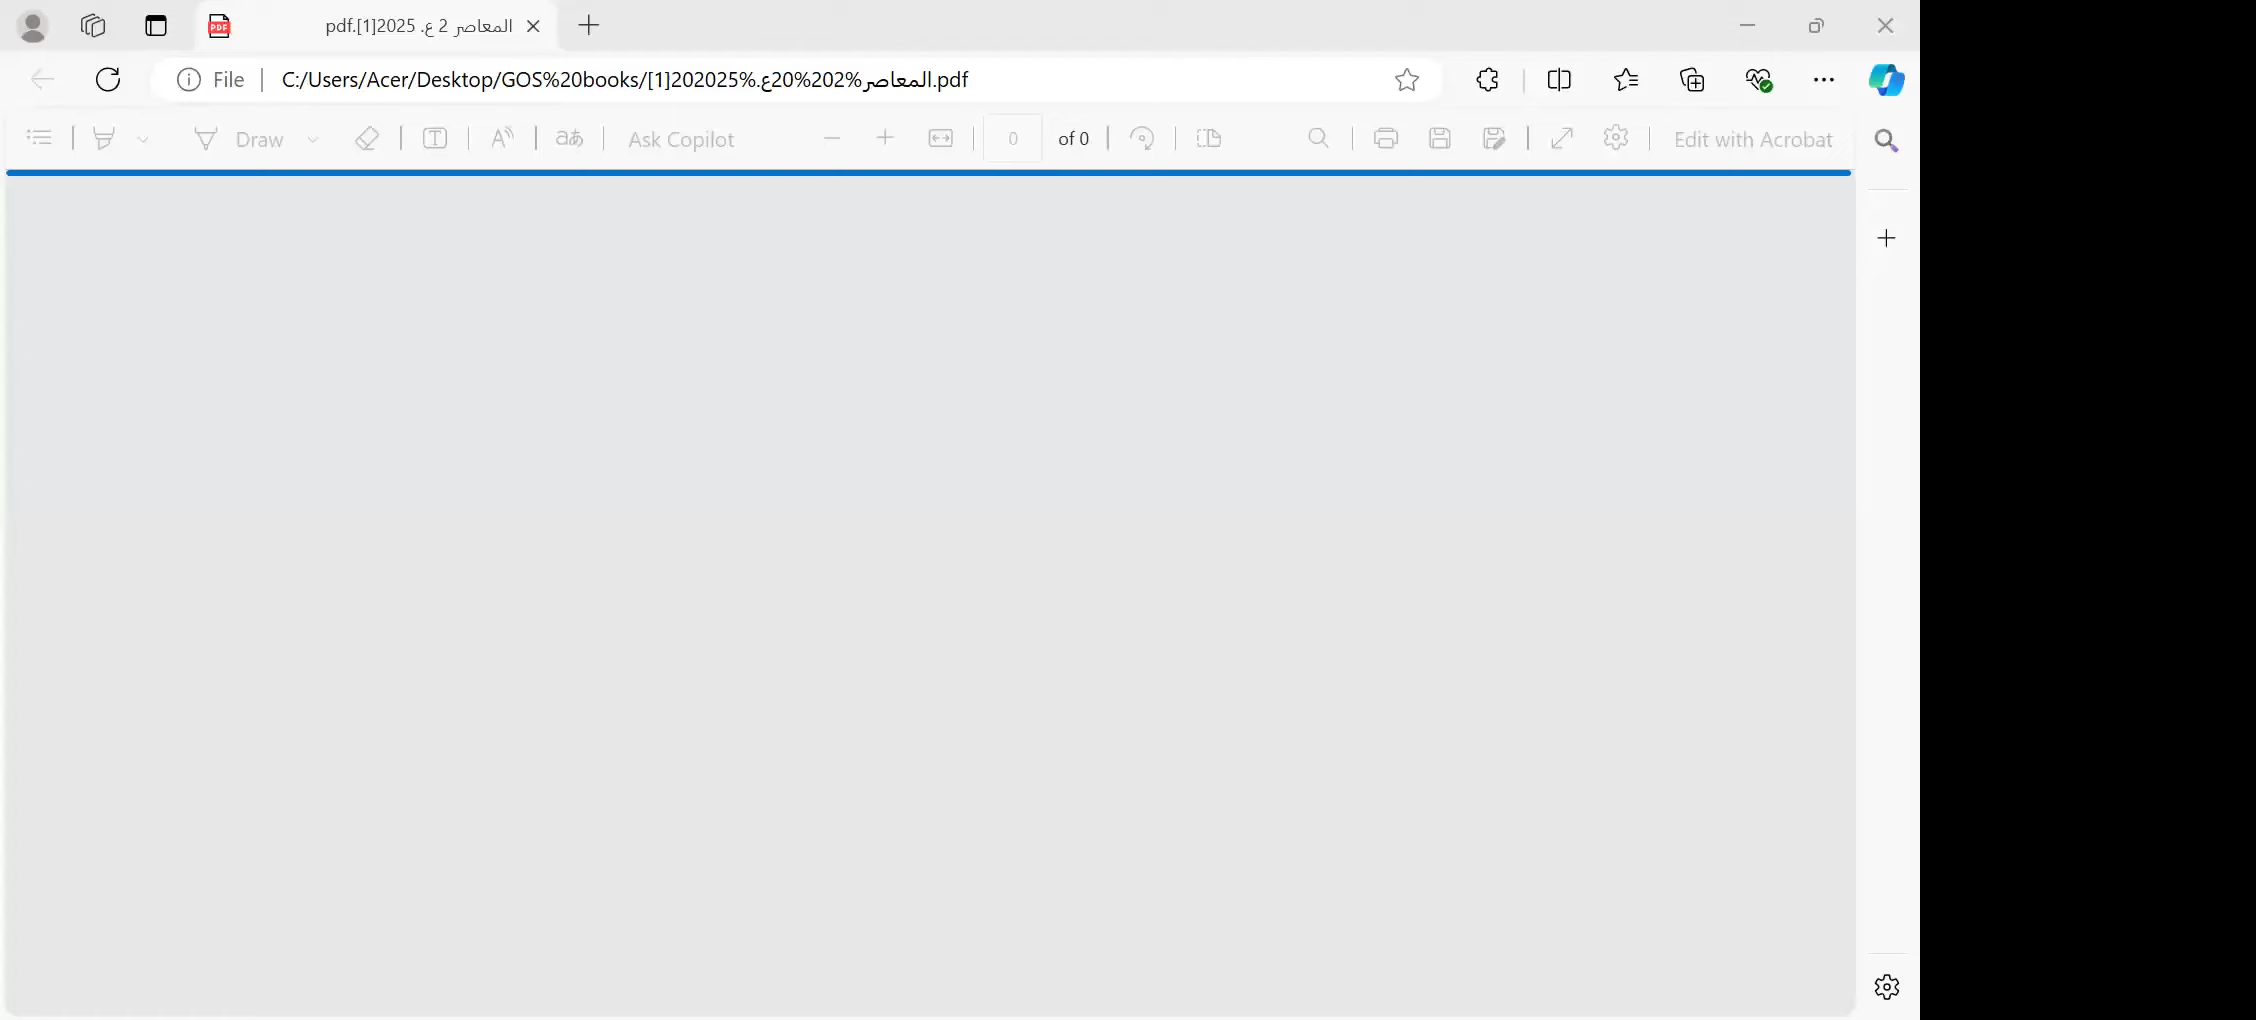 المعاصر 2 ع. 2025[1].pdf
File
C:/Users/Acer/Desktop/GOS%20books/المعاصر%202%20ع.%202025[1].pdf
Draw
Ask Copilot
0 of 0
Edit with Acrobat